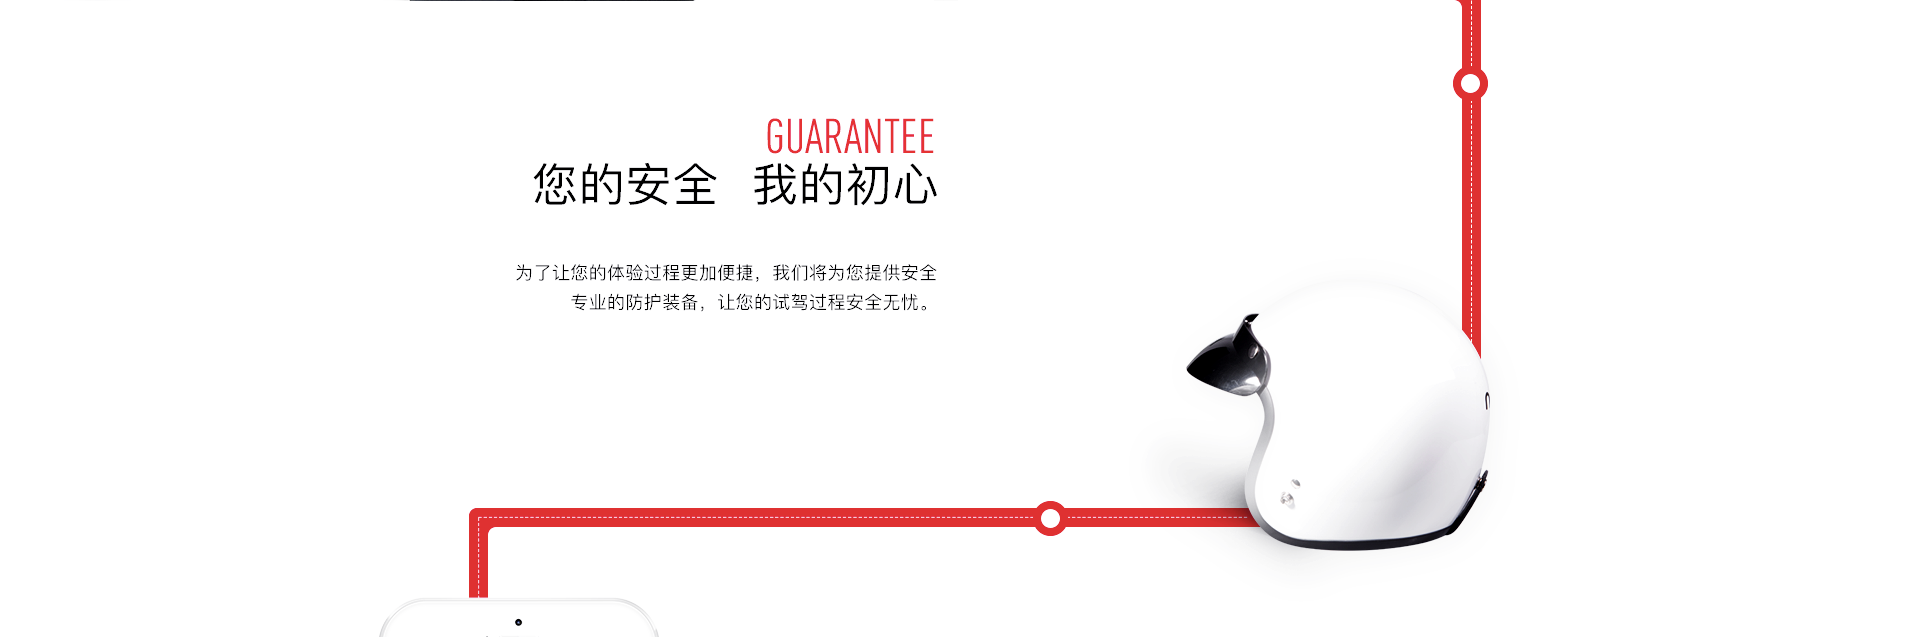 GUARANTEE
您的安全 我的初心
为了让您的体验过程更加便捷，我们将为您提供安全
专业的防护装备，让您的试驾过程安全无忧。